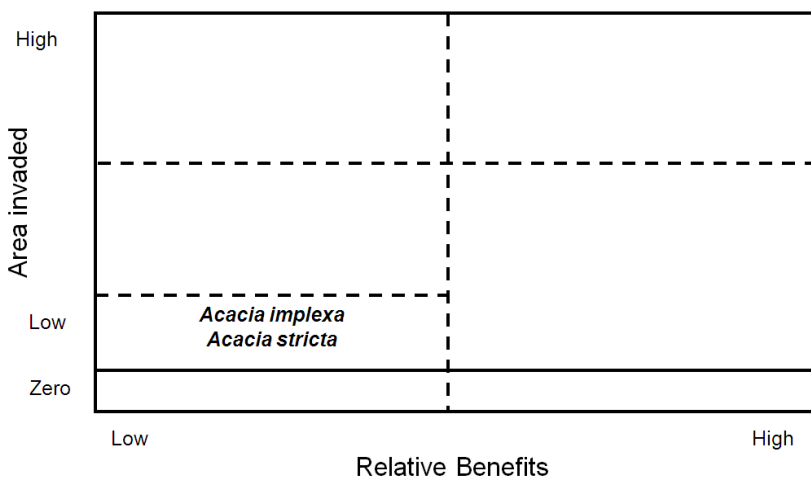 High
Area invaded
Acacia implexa
Low
Acacia stricta
Zero
Low
High
Relative Benefits